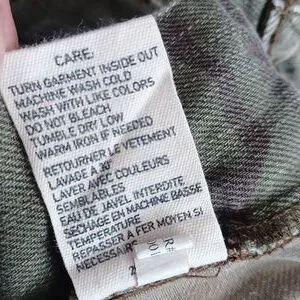 CARE:
TURN GARMENT INSIDE OUT
MACHINE WASH COLD
WASH WITH LIKE COLORS
DO NOT BLEACH
TUMBLE DRY LOW
WARM IRON IF NEEDED
RETOURNER LE VETEMENT
LAVAGE A 30°
LAVER AVEC COULEURS
SEMBLABLES
EAU DE JAVEL INTERDITE
SECHAGE EN MACHINE BASSE
TEMPERATURE
REPASSER A FER MOYEN SI
NECESSAIRE